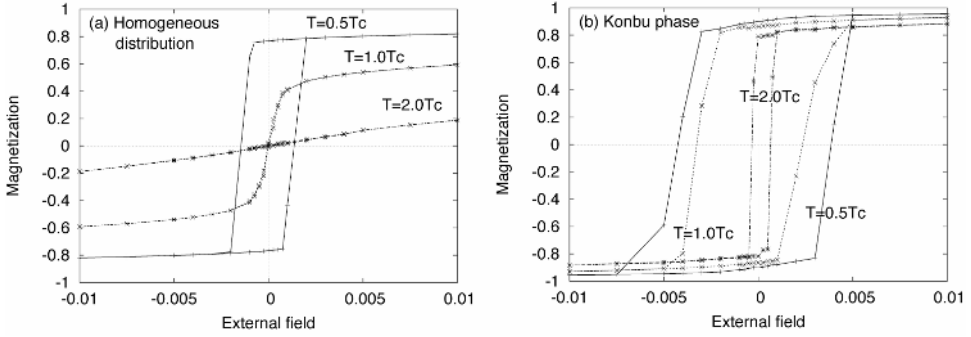 (a) Homogeneous
distribution
T=0.5Tc
T=1.0Tc
T=2.0Tc
Magnetization
1
0.8
0.6
0.4
0.2
0
-0.2
-0.4
-0.6
-0.8
-1
-0.01
-0.005
0
0.005
0.01
External field
(b) Konbu phase
T=2.0Tc
T=1.0Tc
T=0.5Tc
Magnetization
1
0.8
0.6
0.4
0.2
0
-0.2
-0.4
-0.6
-0.8
-1
-0.01
-0.005
0
0.005
0.01
External field